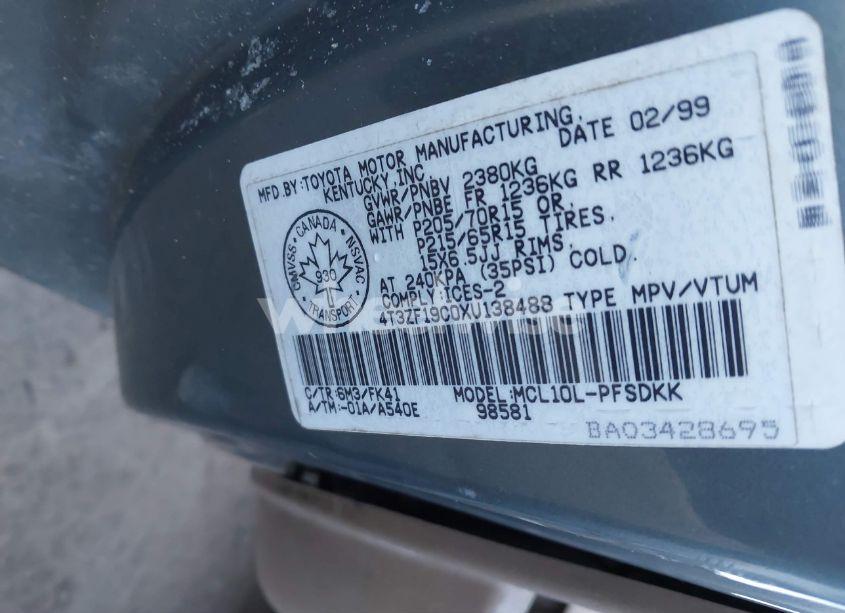 MFD.BY:TOYOTA MOTOR MANUFACTURING,
KENTUCKY,INC. DATE 02/99
GVWR/PNBV 2380KG
GAWR/PNBE FR 1236KG RR 1236KG
WITH P205/70R15 OR,
P215/65R15 TIRES,
15X6.5JJ RIMS,
AT 240KPA (35PSI) COLD.
COMPLY ICES-2
4T3ZF19C0XU138488 TYPE MPV/VTUM
CMVSS · CANADA · NSVAC
930
TRANSPORT
C/TR:6M3/FK41 MODEL:MCL10L-PFSDKK
A/TM:-01A/A540E 98581
BA03428695